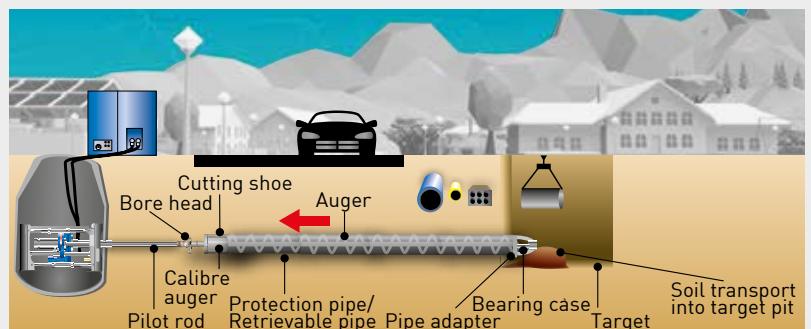 Cutting shoe
Bore head
Auger
Calibre
auger
Pilot rod
Protection pipe/
Retrievable pipe
Pipe adapter
Bearing case
Target
Soil transport
into target pit